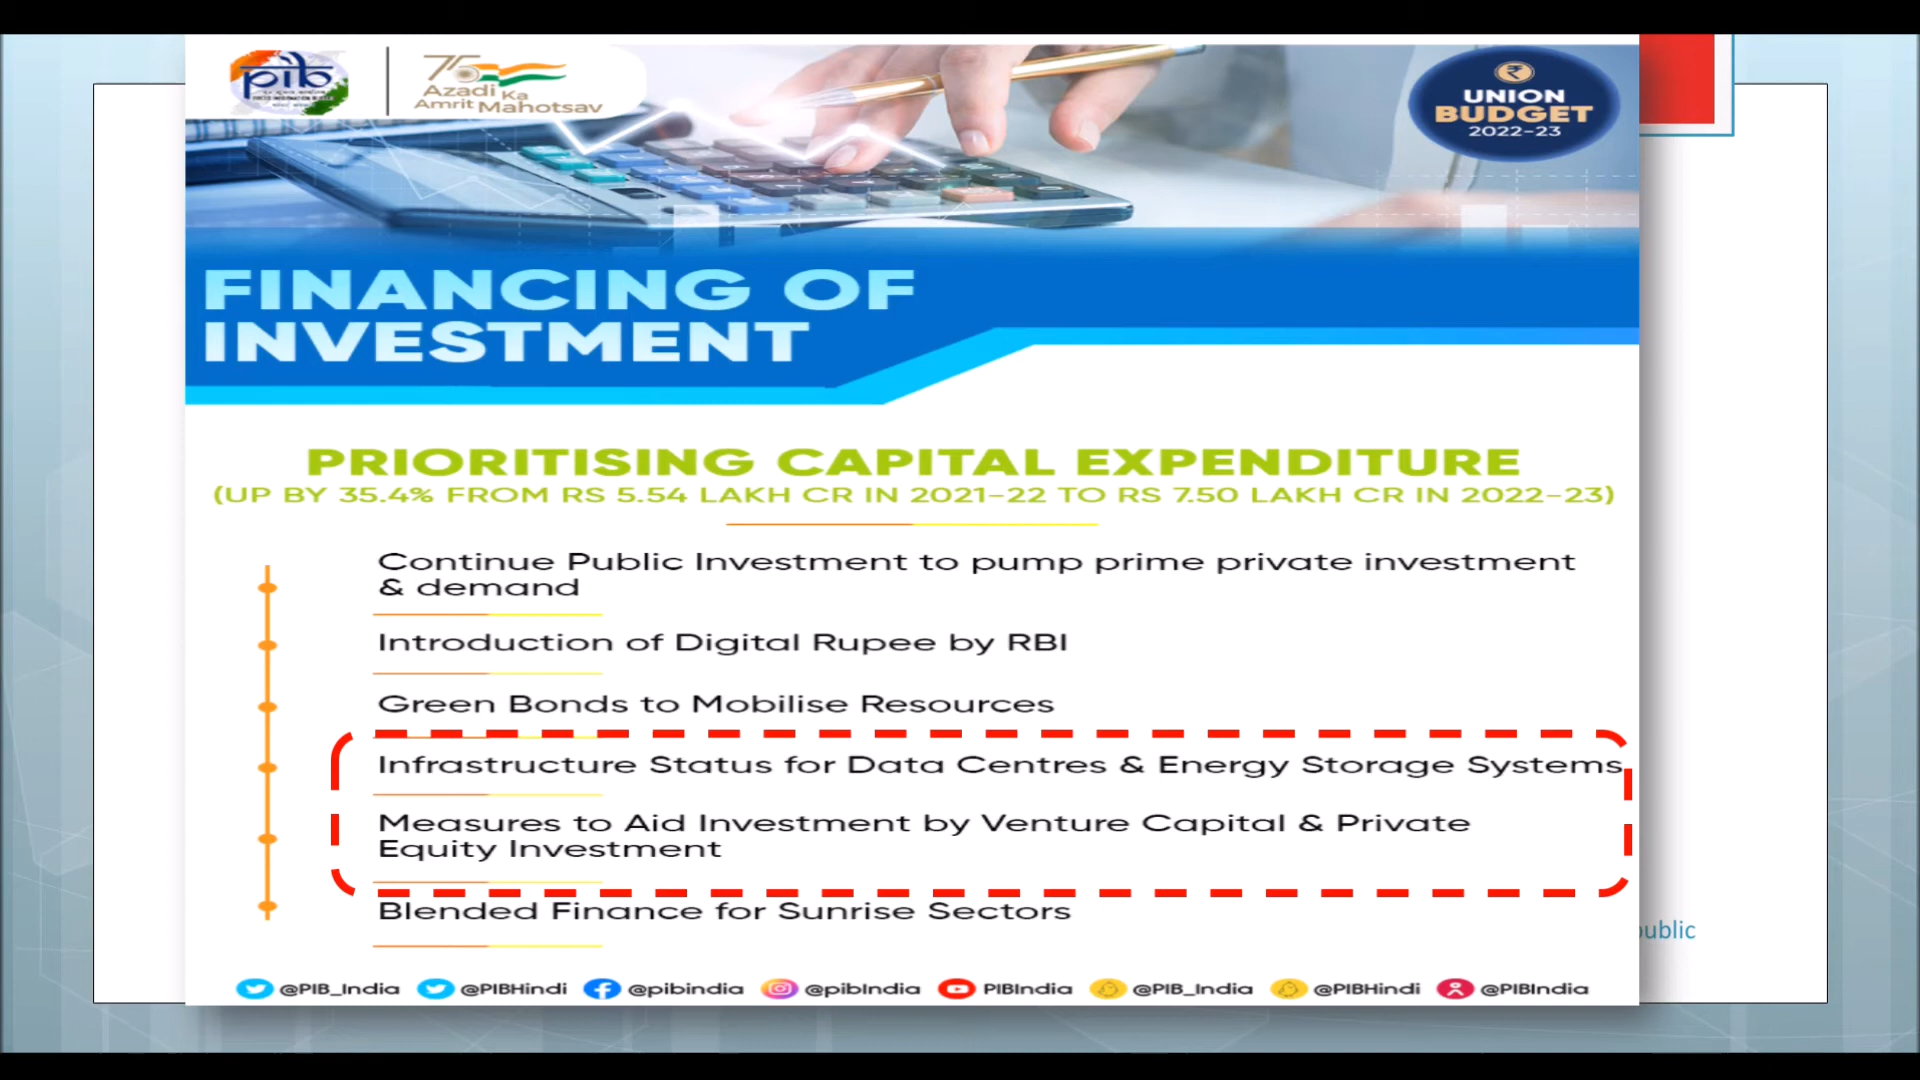 pib
75
Azadi Ka
Amrit Mahotsav
₹
UNION
BUDGET
2022-23
FINANCING OF
INVESTMENT
PRIORITISING CAPITAL EXPENDITURE
(UP BY 35.4% FROM RS 5.54 LAKH CR IN 2021-22 TO RS 7.50 LAKH CR IN 2022-23)
Continue Public Investment to pump prime private investment
& demand
Introduction of Digital Rupee by RBI
Green Bonds to Mobilise Resources
Infrastructure Status for Data Centres & Energy Storage Systems
Measures to Aid Investment by Venture Capital & Private
Equity Investment
Blended Finance for Sunrise Sectors
public
@PIB_India @PIBHindi @pibindia @pibIndia PIBIndia @PIB_India @PIBHindi @PIBIndia